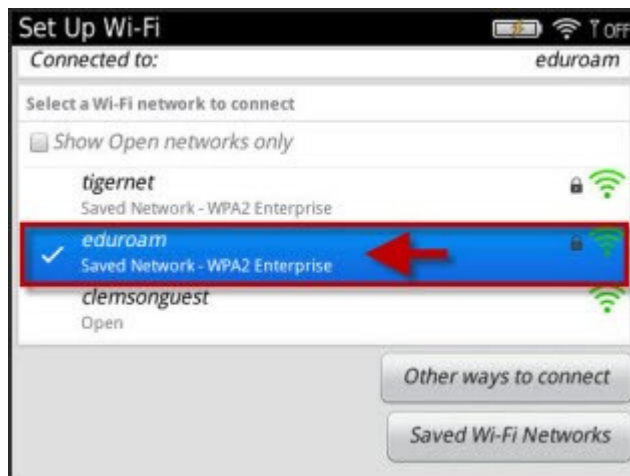 Set Up Wi-Fi OFF
Connected to: eduroam
Select a Wi-Fi network to connect
Show Open networks only
tigernet
Saved Network - WPA2 Enterprise
eduroam
Saved Network - WPA2 Enterprise
clemsonguest
Open
Other ways to connect
Saved Wi-Fi Networks